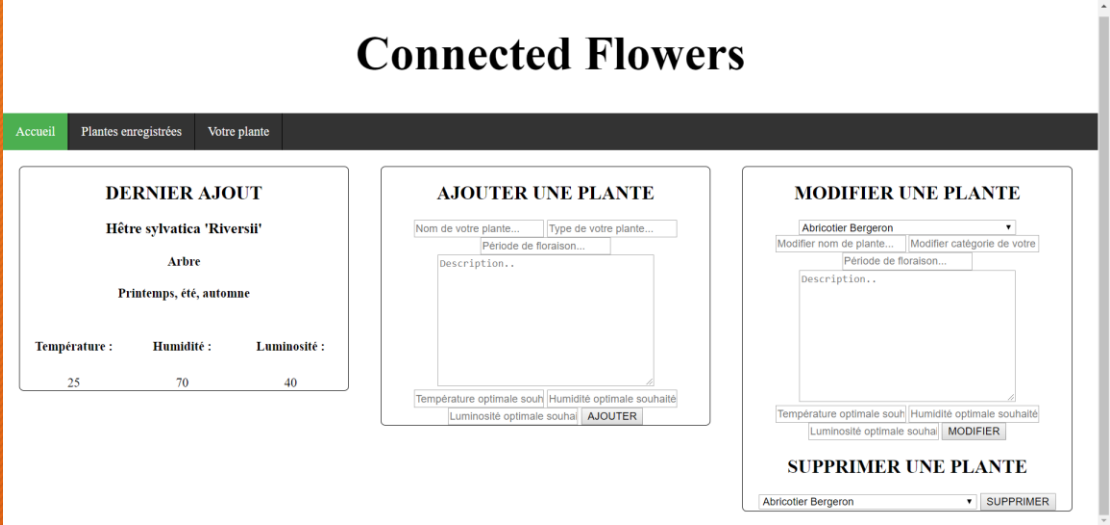 Connected Flowers
Accueil Plantes enregistrées Votre plante
DERNIER AJOUT
Hêtre sylvatica 'Riversii'
Arbre
Printemps, été, automne
Température : Humidité : Luminosité :
25 70 40
AJOUTER UNE PLANTE
Nom de votre plante... Type de votre plante...
Période de floraison...
Description..
Température optimale souh Humidité optimale souhaité
Luminosité optimale souhai AJOUTER
MODIFIER UNE PLANTE
Abricotier Bergeron
Modifier nom de plante... Modifier catégorie de votre
Période de floraison...
Description..
Température optimale souh Humidité optimale souhaité
Luminosité optimale souhai MODIFIER
SUPPRIMER UNE PLANTE
Abricotier Bergeron SUPPRIMER